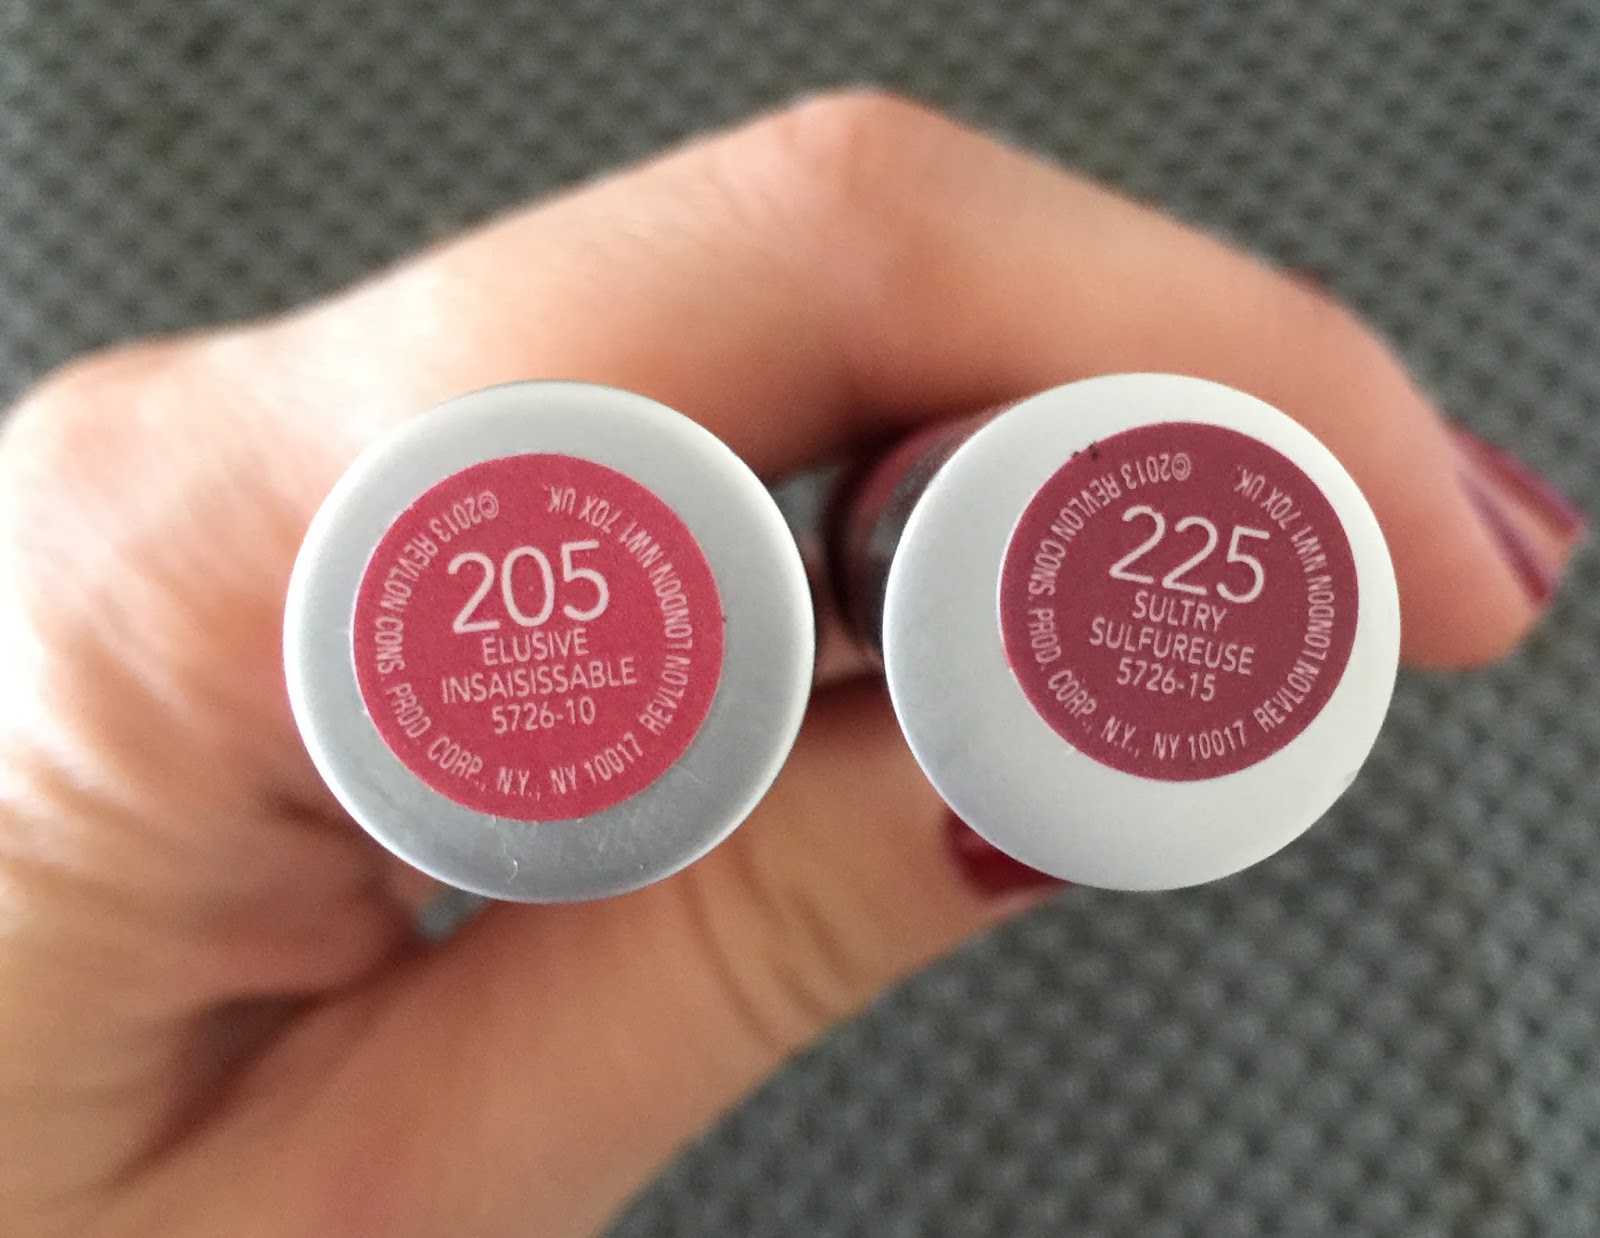 205
ELUSIVE
INSAISISSABLE
5726-10
©2013 REVLON CONS. PROD. CORP., N.Y., NY 10017 REVLON LONDON NW1 7QX UK.
225
SULTRY
SULFUREUSE
5726-15
©2013 REVLON CONS. PROD. CORP., N.Y., NY 10017 REVLON LONDON NW1 7QX UK.